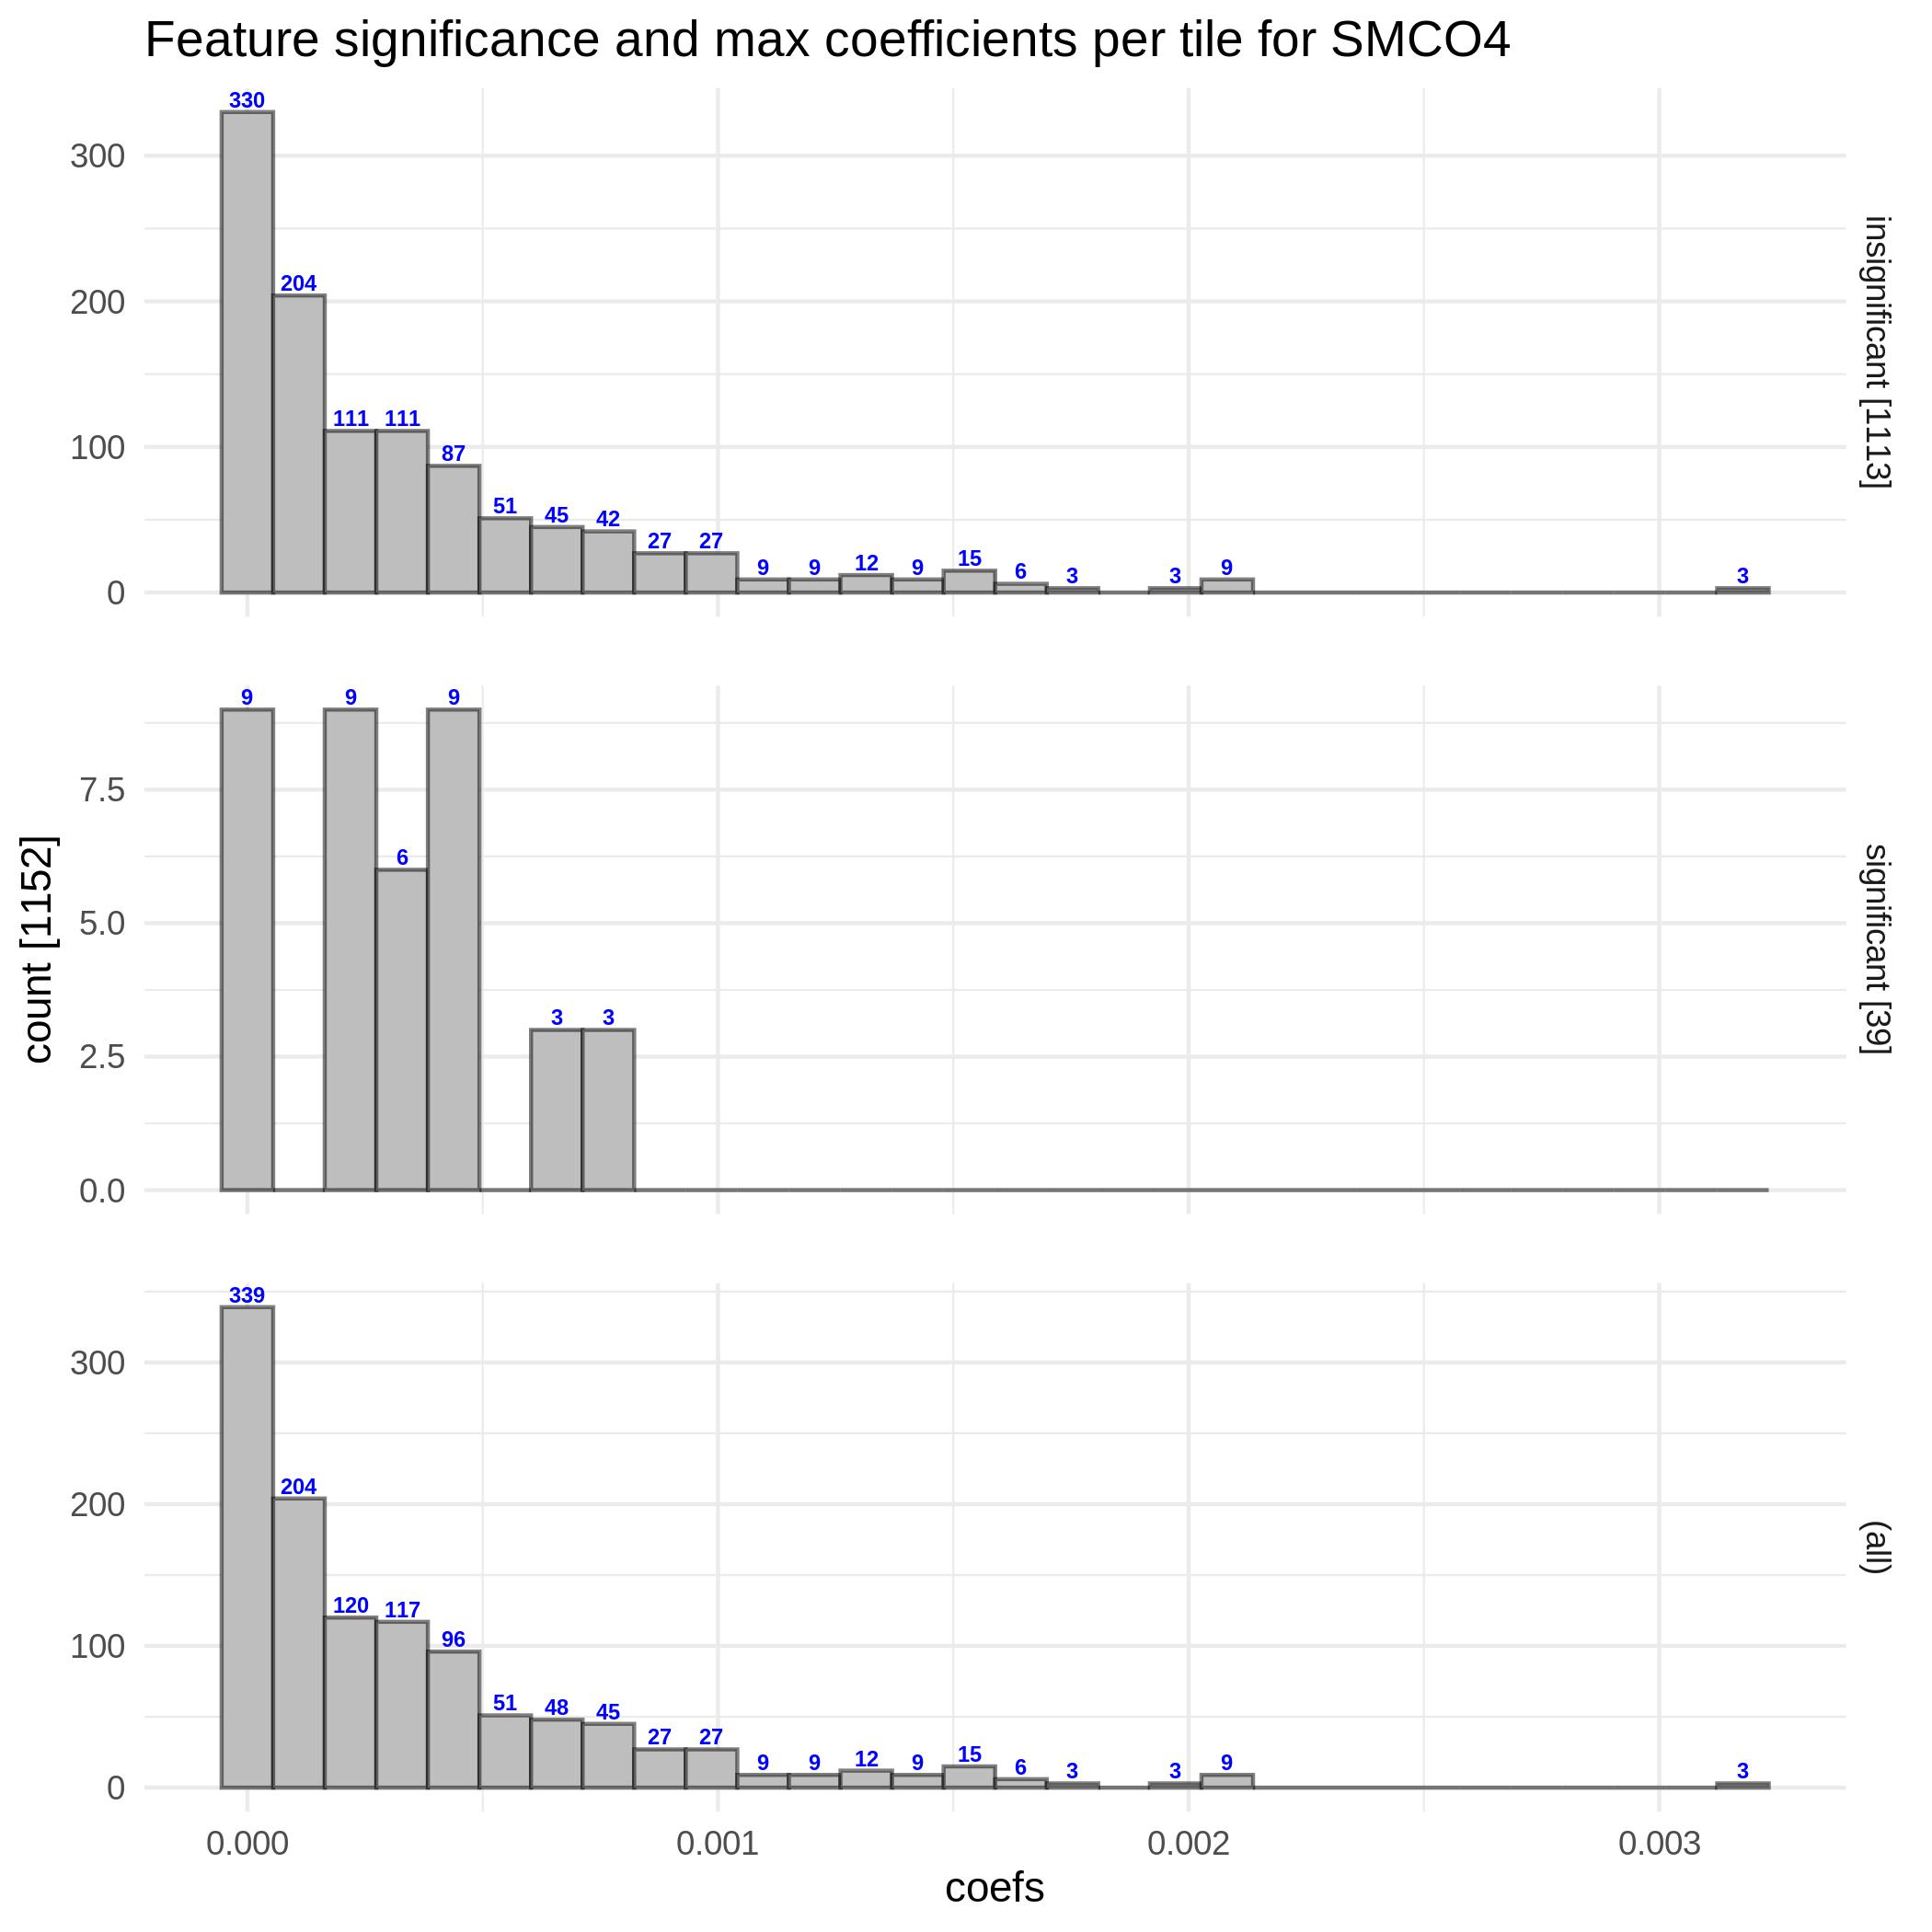 Feature significance and max coefficients per tile for SMCO4
330
300
204
200
111 111
100
87
51 45 42 27 27 9 9 12 9 15 6 3 3 9 3
0
insignificant [1113]
9 9 9
7.5
6
5.0
3 3
2.5
0.0
significant [39]
count [1152]
339
300
204
200
120 117
100
96
51 48 45 27 27 9 9 12 9 15 6 3 3 9 3
0
(all)
0.000 0.001 0.002 0.003
coefs